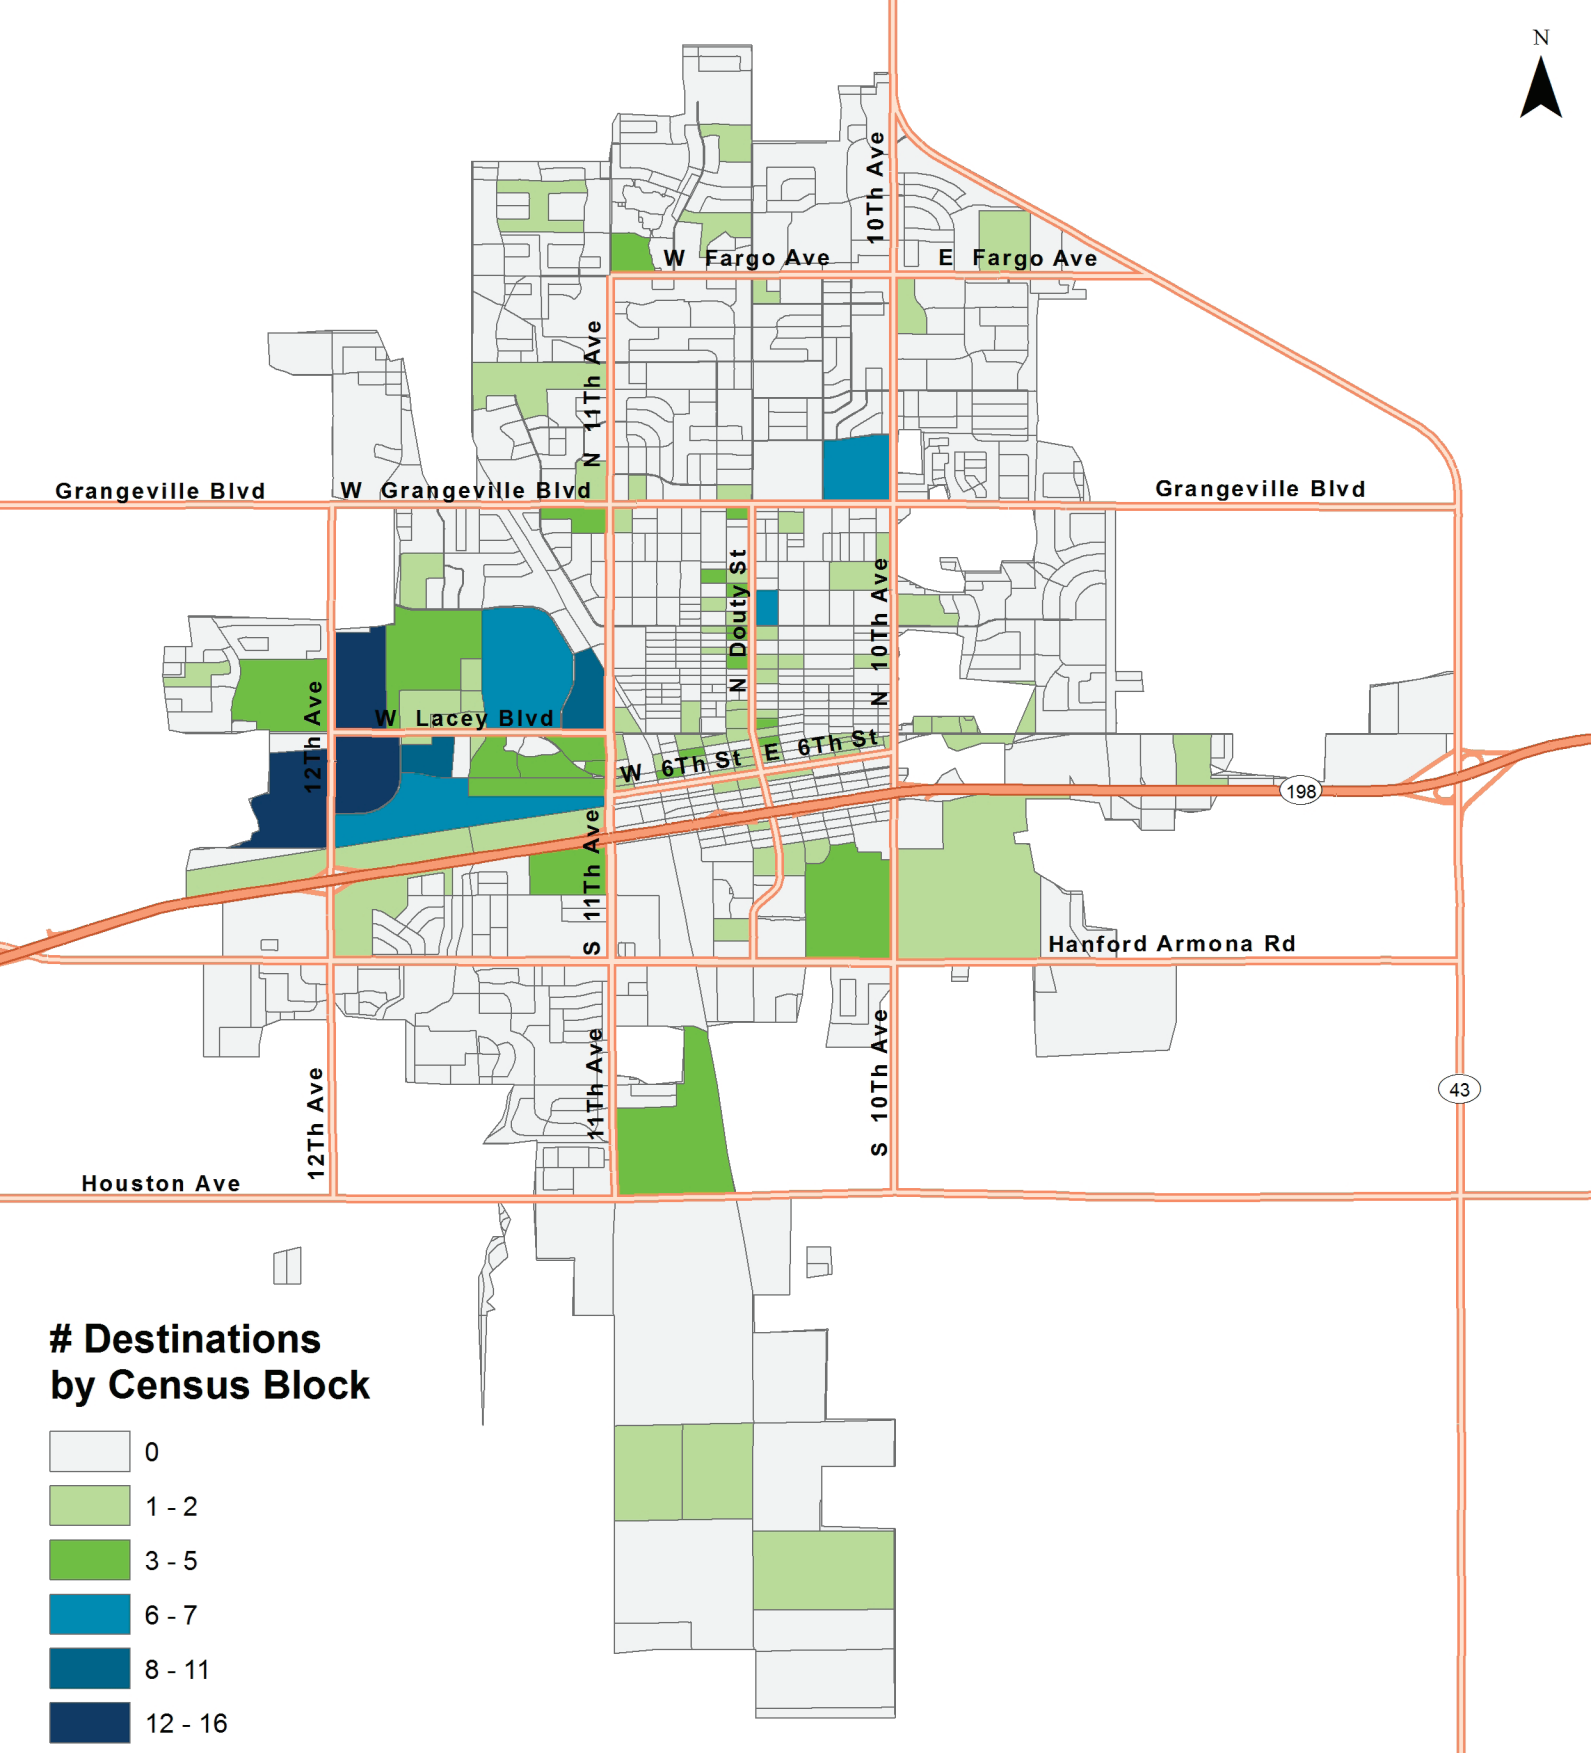 N
10Th Ave
W Fargo Ave
E Fargo Ave
N 11Th Ave
Grangeville Blvd
W Grangeville Blvd
Grangeville Blvd
N Douty St
N 10Th Ave
12Th Ave
W Lacey Blvd
W 6Th St
E 6Th St
198
S 11Th Ave
Hanford Armona Rd
11Th Ave
S 10Th Ave
12Th Ave
43
Houston Ave
# Destinations
by Census Block
0
1 - 2
3 - 5
6 - 7
8 - 11
12 - 16